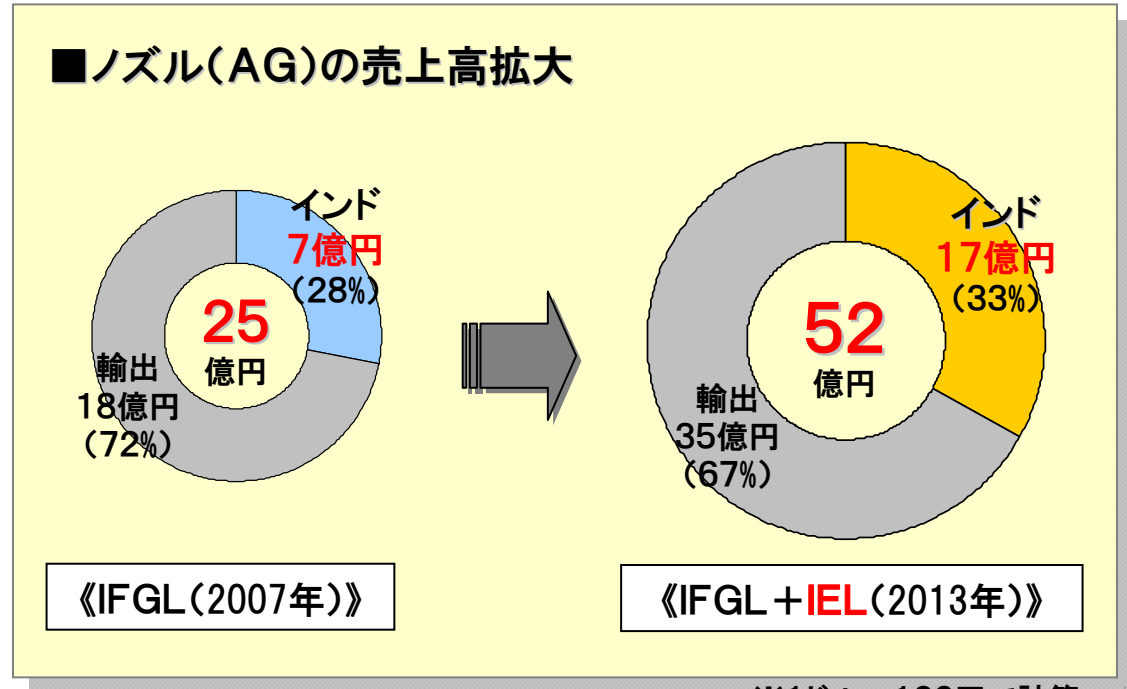 ■ノズル(AG)の売上高拡大
インド
7億円
(28%)
25
億円
輸出
18億円
(72%)
インド
17億円
(33%)
52
億円
輸出
35億円
(67%)
《IFGL(2007年)》
《IFGL+IEL(2013年)》